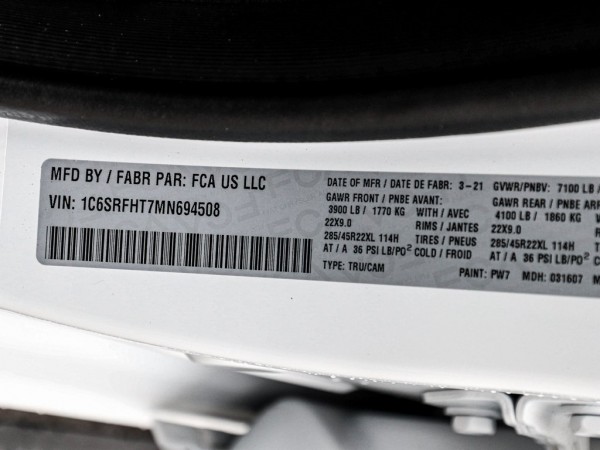 MFD BY / FABR PAR: FCA US LLC
VIN: 1C6SRFHT7MN694508
TYPE: TRU/CAM
DATE OF MFR / DATE DE FABR: 3-21 GVWR/PNBV: 7100 LB /
GAWR FRONT / PNBE AVANT: GAWR REAR / PNBE ARR
3900 LB / 1770 KG WITH / AVEC 4100 LB / 1860 KG
22X9.0 RIMS / JANTES 22X9.0
285/45R22XL 114H TIRES / PNEUS 285/45R22XL 114H
AT / A 36 PSI LB/PO² COLD / FROID AT / A 36 PSI LB/PO² C
PAINT: PW7 MDH: 031607 M